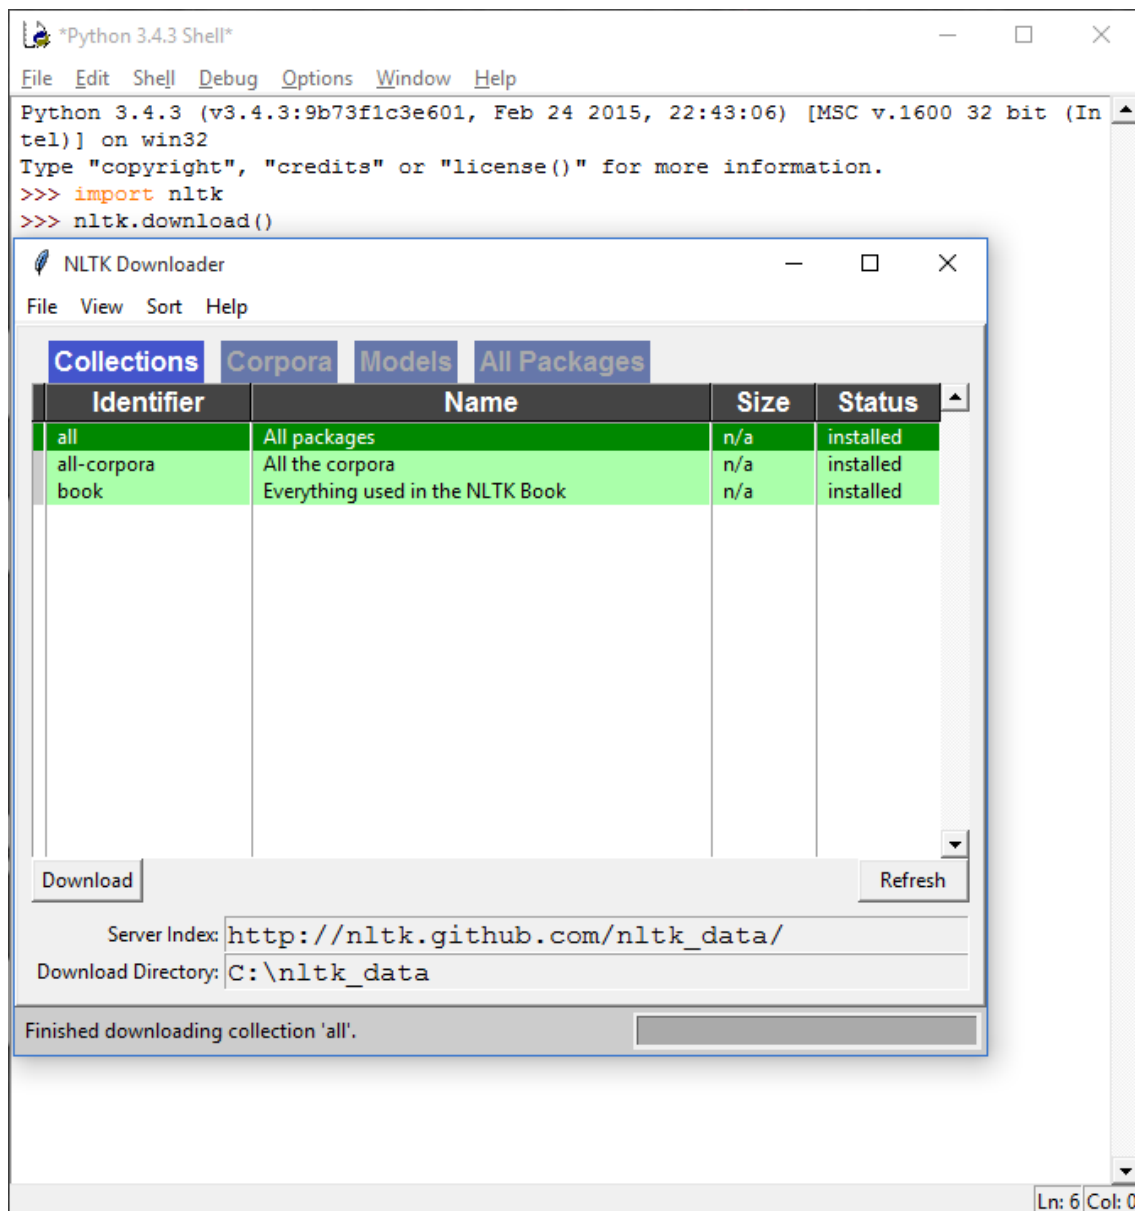 *Python 3.4.3 Shell*
File Edit Shell Debug Options Window Help
Python 3.4.3 (v3.4.3:9b73f1c3e601, Feb 24 2015, 22:43:06) [MSC v.1600 32 bit (In
tel)] on win32
Type "copyright", "credits" or "license()" for more information.
>>> import nltk
>>> nltk.download()
NLTK Downloader
File View Sort Help
Collections Corpora Models All Packages
Identifier Name Size Status
all All packages n/a installed
all-corpora All the corpora n/a installed
book Everything used in the NLTK Book n/a installed
Download Refresh
Server Index: http://nltk.github.com/nltk_data/
Download Directory: C:\nltk_data
Finished downloading collection 'all'.
Ln: 6 Col: 0